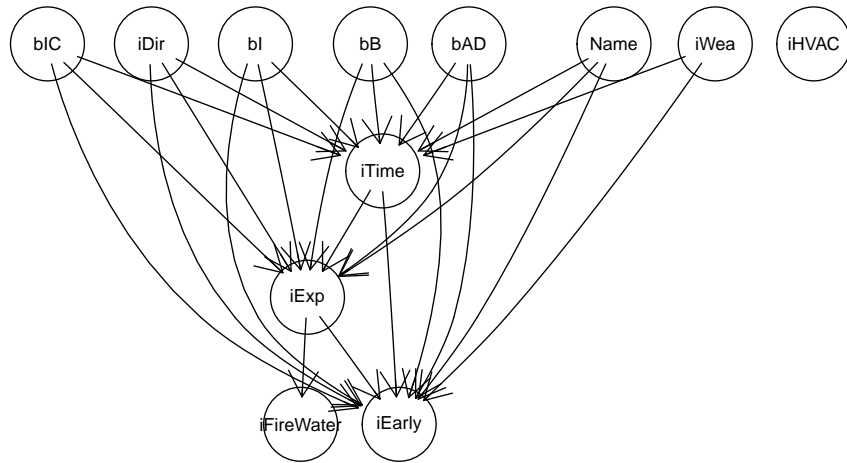 bIC iDir bI bB bAD Name iWea iHVAC
iTime
iExp
iFireWater iEarly